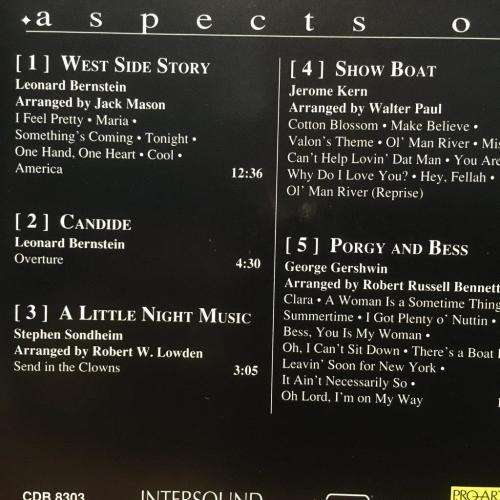 aspects o
[ 1 ] WEST SIDE STORY
Leonard Bernstein
Arranged by Jack Mason
I Feel Pretty • Maria •
Something's Coming • Tonight •
One Hand, One Heart • Cool •
America 12:36
[ 2 ] CANDIDE
Leonard Bernstein
Overture 4:30
[ 3 ] A LITTLE NIGHT MUSIC
Stephen Sondheim
Arranged by Robert W. Lowden
Send in the Clowns 3:05
[ 4 ] SHOW BOAT
Jerome Kern
Arranged by Walter Paul
Cotton Blossom • Make Believe •
Valon's Theme • Ol' Man River •
Can't Help Lovin' Dat Man • You Are
Why Do I Love You? • Hey, Fellah •
Ol' Man River (Reprise)
[ 5 ] PORGY AND BESS
George Gershwin
Arranged by Robert Russell Bennett
Clara • A Woman Is a Sometime Thing
Summertime • I Got Plenty o' Nuttin •
Bess, You Is My Woman •
Oh, I Can't Sit Down • There's a Boat
Leavin' Soon for New York •
It Ain't Necessarily So •
Oh Lord, I'm on My Way
CDB 8303
INTERSOUND
PRO ART